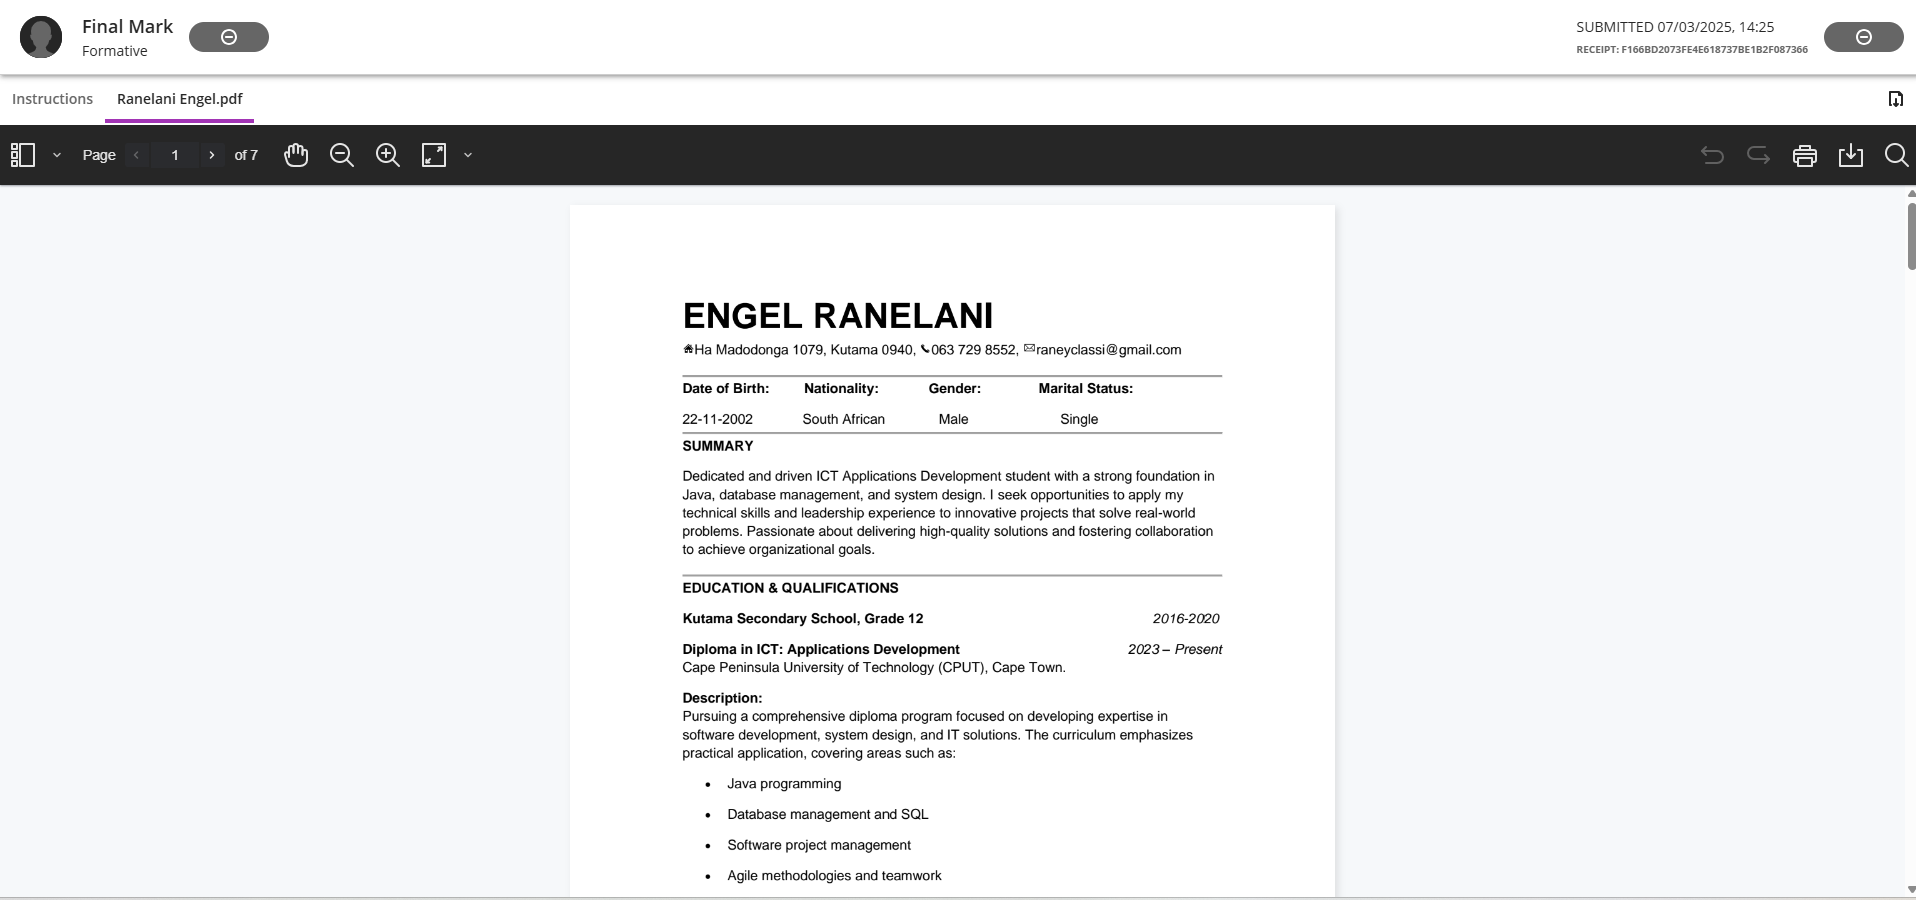 Final Mark
Formative
SUBMITTED 07/03/2025, 14:25
RECEIPT: F166BD2073FE4E618737BE1B2F087366
Instructions
Ranelani Engel.pdf
Page 1 of 7
ENGEL RANELANI
Ha Madodonga 1079, Kutama 0940, 063 729 8552, raneyclassi@gmail.com
Date of Birth: Nationality: Gender: Marital Status:
22-11-2002 South African Male Single
SUMMARY
Dedicated and driven ICT Applications Development student with a strong foundation in
Java, database management, and system design. I seek opportunities to apply my
technical skills and leadership experience to innovative projects that solve real-world
problems. Passionate about delivering high-quality solutions and fostering collaboration
to achieve organizational goals.
EDUCATION & QUALIFICATIONS
Kutama Secondary School, Grade 12 2016-2020
Diploma in ICT: Applications Development 2023 – Present
Cape Peninsula University of Technology (CPUT), Cape Town.
Description:
Pursuing a comprehensive diploma program focused on developing expertise in
software development, system design, and IT solutions. The curriculum emphasizes
practical application, covering areas such as:
• Java programming
• Database management and SQL
• Software project management
• Agile methodologies and teamwork